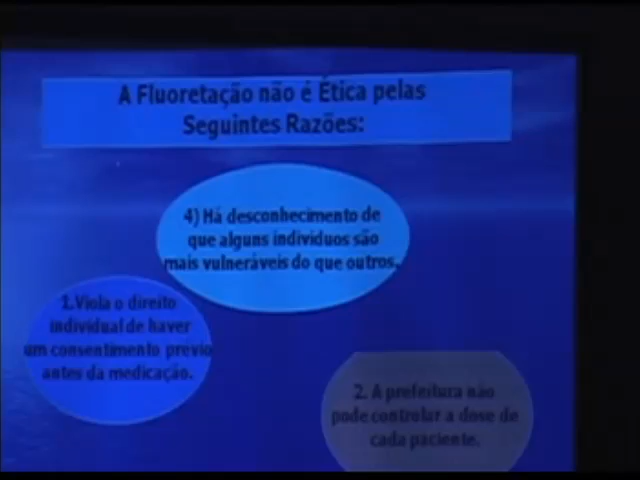 A Fluoretação não é Ética pelas
Seguintes Razões:
4) Há desconhecimento de
que alguns individuos são
mais vulneráveis do que outros.
1.Viola o direito
individual de haver
um consentimento prévio
antes da medicação.
2. A prefeitura não
pode controlar a dose de
cada paciente.